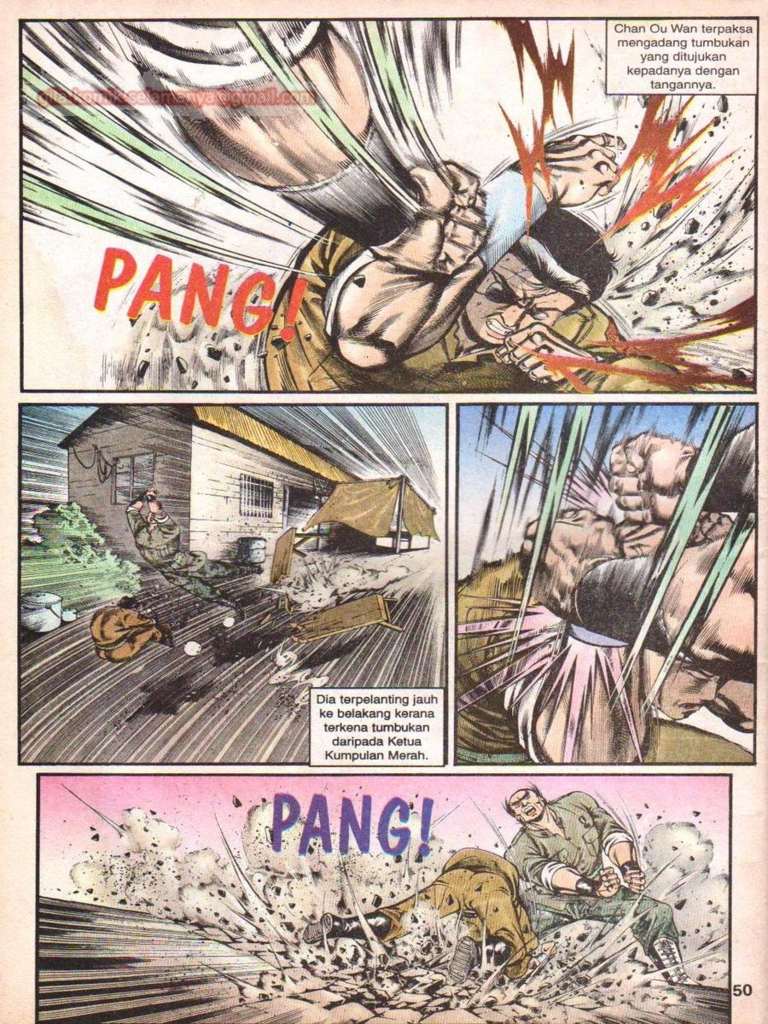 Chan Ou Wan terpaksa
mengadang tumbukan
yang ditujukan
kepadanya dengan
tangannya.
PANG!
Dia terpelanting jauh
ke belakang kerana
terkena tumbukan
daripada Ketua
Kumpulan Merah.
PANG!
50